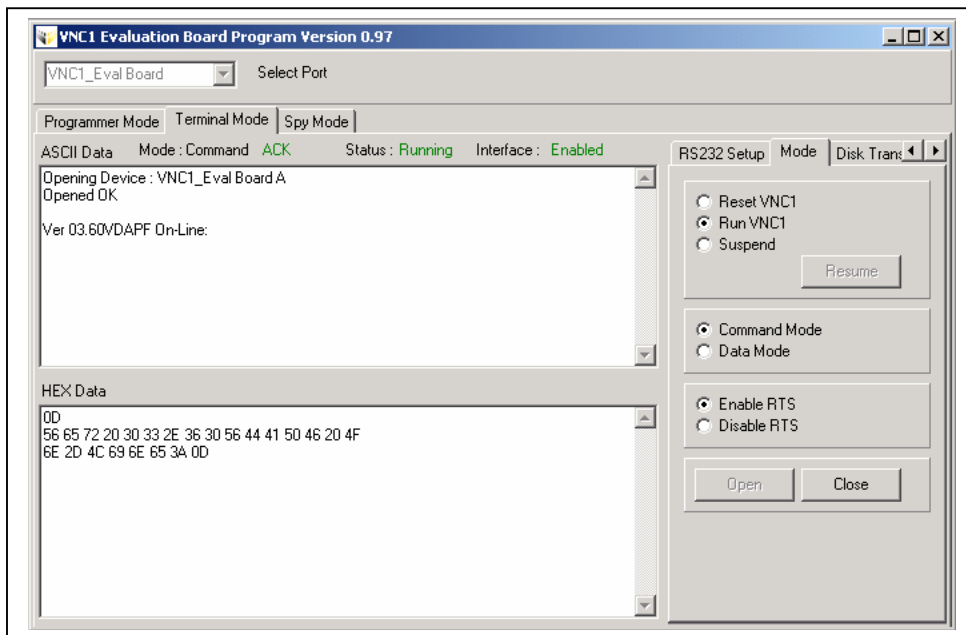 VNC1 Evaluation Board Program Version 0.97
VNC1_Eval Board Select Port
Programmer Mode Terminal Mode Spy Mode
ASCII Data Mode : Command ACK Status : Running Interface : Enabled
Opening Device : VNC1_Eval Board A
Opened OK
Ver 03.60VDAPF On-Line:
HEX Data
0D
56 65 72 20 30 33 2E 36 30 56 44 41 50 46 20 4F
6E 2D 4C 69 6E 65 3A 0D
RS232 Setup Mode Disk Trans
Reset VNC1
Run VNC1
Suspend
Resume
Command Mode
Data Mode
Enable RTS
Disable RTS
Open Close